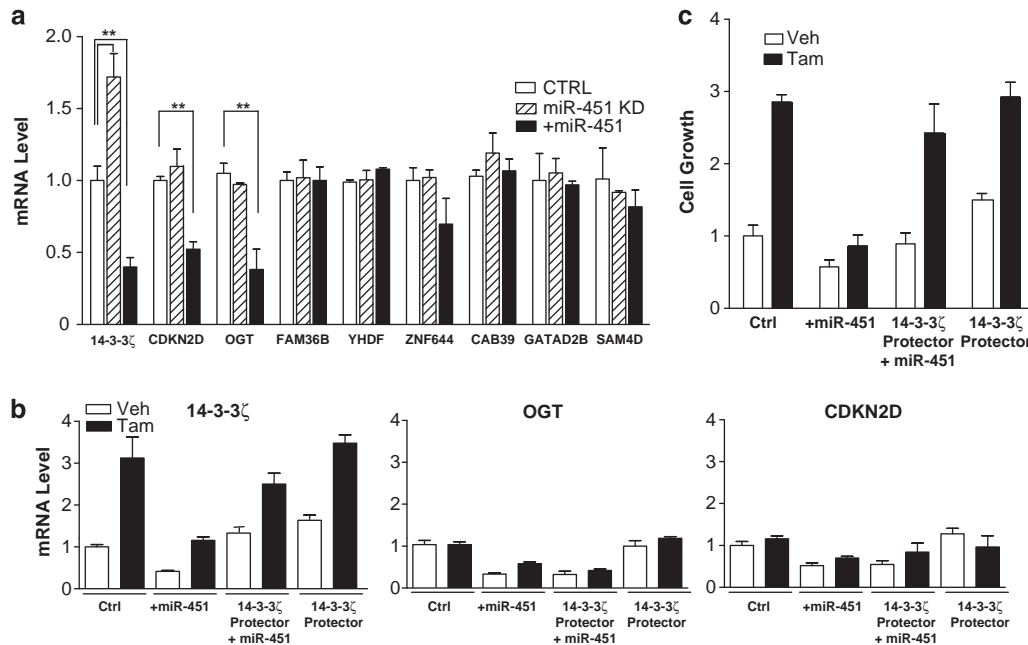 a
mRNA Level
2.0
1.5
1.0
0.5
0
**
**
**
CTRL
miR-451 KD
+miR-451
14-3-3ζ CDKN2D OGT FAM36B YHDF ZNF644 CAB39 GATAD2B SAM4D
c
Cell Growth
4
3
2
1
0
Veh
Tam
Ctrl +miR-451 14-3-3ζ 14-3-3ζ
Protector Protector
+ miR-451
b
mRNA Level
14-3-3ζ
Veh
Tam
4
3
2
1
0
Ctrl +miR-451 14-3-3ζ 14-3-3ζ
Protector Protector
+ miR-451
OGT
4
3
2
1
0
Ctrl +miR-451 14-3-3ζ 14-3-3ζ
Protector Protector
+ miR-451
CDKN2D
4
3
2
1
0
Ctrl +miR-451 14-3-3ζ 14-3-3ζ
Protector Protector
+ miR-451